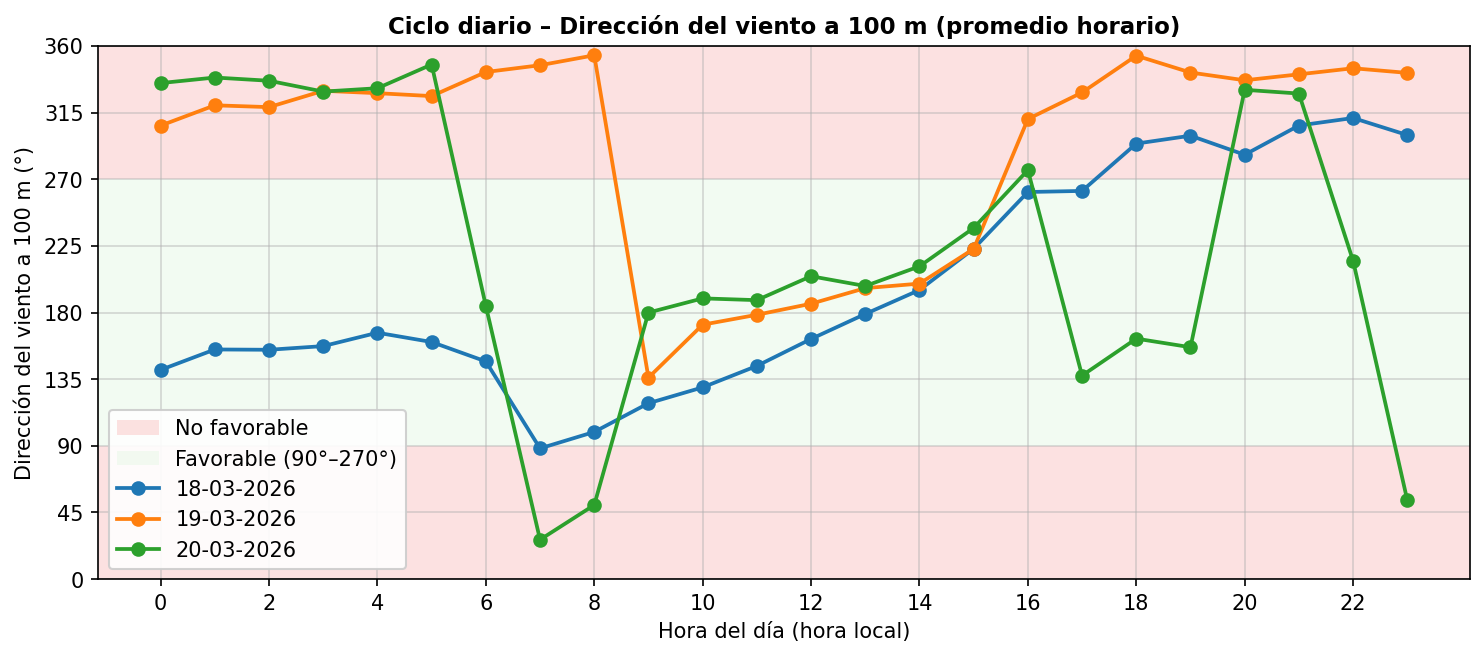 Ciclo diario – Dirección del viento a 100 m (promedio horario)
Dirección del viento a 100 m (°)
360
315
270
225
180
135
90
45
0
No favorable
Favorable (90°–270°)
18-03-2026
19-03-2026
20-03-2026
0 2 4 6 8 10 12 14 16 18 20 22
Hora del día (hora local)